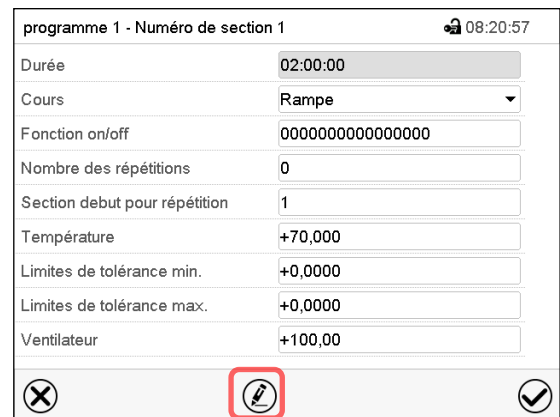 programme 1 - Numéro de section 1 08:20:57
Durée 02:00:00
Cours Rampe
Fonction on/off 0000000000000000
Nombre des répétitions 0
Section debut pour répétition 1
Température +70,000
Limites de tolérance min. +0,0000
Limites de tolérance max. +0,0000
Ventilateur +100,00